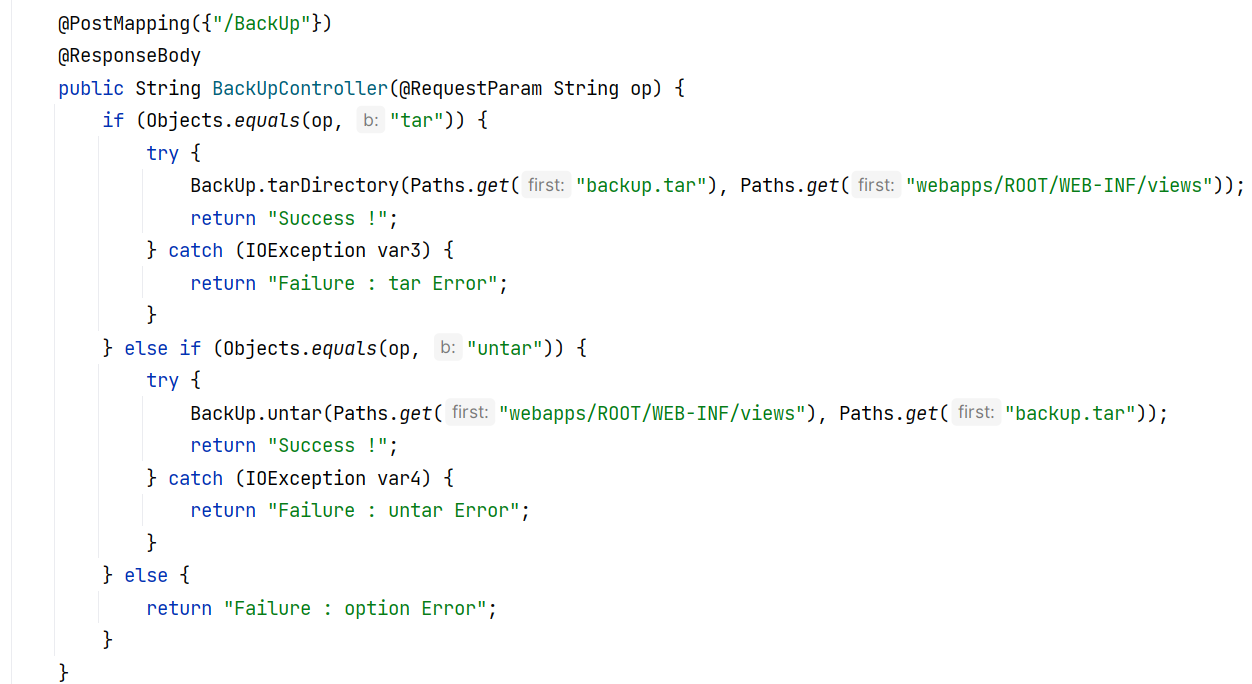 @PostMapping({"/BackUp"})
@ResponseBody
public String BackUpController(@RequestParam String op) {
    if (Objects.equals(op, b: "tar")) {
        try {
            BackUp.tarDirectory(Paths.get(first: "backup.tar"), Paths.get(first: "webapps/ROOT/WEB-INF/views"));
            return "Success !";
        } catch (IOException var3) {
            return "Failure : tar Error";
        }
    } else if (Objects.equals(op, b: "untar")) {
        try {
            BackUp.untar(Paths.get(first: "webapps/ROOT/WEB-INF/views"), Paths.get(first: "backup.tar"));
            return "Success !";
        } catch (IOException var4) {
            return "Failure : untar Error";
        }
    } else {
        return "Failure : option Error";
    }
}